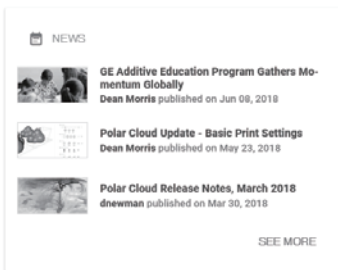 NEWS
GE Additive Education Program Gathers Mo-
mentum Globally
Dean Morris published on Jun 08, 2018
Polar Cloud Update - Basic Print Settings
Dean Morris published on May 23, 2018
Polar Cloud Release Notes, March 2018
dnewman published on Mar 30, 2018
SEE MORE